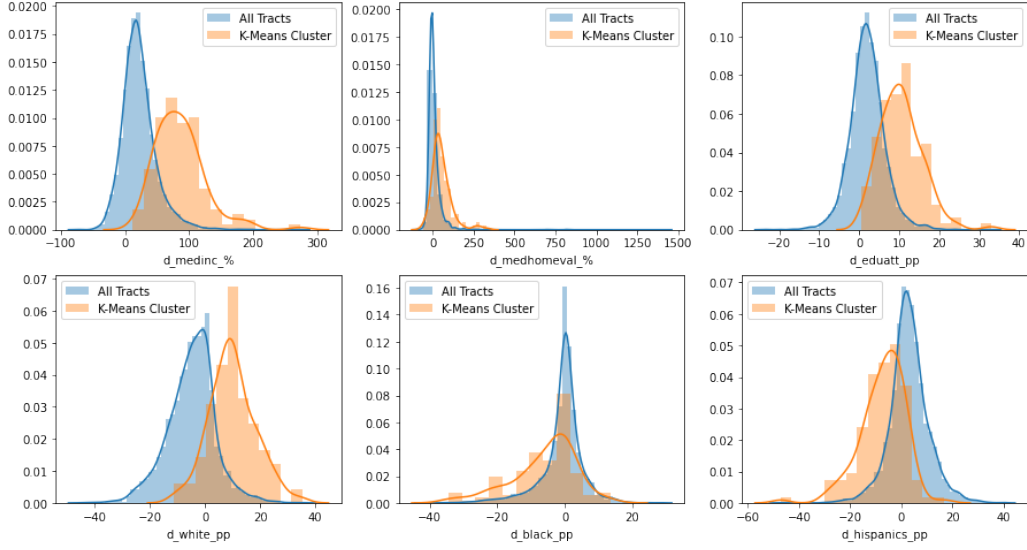 0.0200
0.0175
0.0150
0.0125
0.0100
0.0075
0.0050
0.0025
0.0000
All Tracts
K-Means Cluster
-100 0 100 200 300
d_medinc_%
0.0200
0.0175
0.0150
0.0125
0.0100
0.0075
0.0050
0.0025
0.0000
All Tracts
K-Means Cluster
0 250 500 750 1000 1250 1500
d_medhomeval_%
0.10
0.08
0.06
0.04
0.02
0.00
All Tracts
K-Means Cluster
−20 −10 0 10 20 30 40
d_eduatt_pp
0.07
0.06
0.05
0.04
0.03
0.02
0.01
0.00
All Tracts
K-Means Cluster
−40 −20 0 20 40
d_white_pp
0.16
0.14
0.12
0.10
0.08
0.06
0.04
0.02
0.00
All Tracts
K-Means Cluster
−40 −20 0 20
d_black_pp
0.07
0.06
0.05
0.04
0.03
0.02
0.01
0.00
All Tracts
K-Means Cluster
−60 −40 −20 0 20 40
d_hispanics_pp